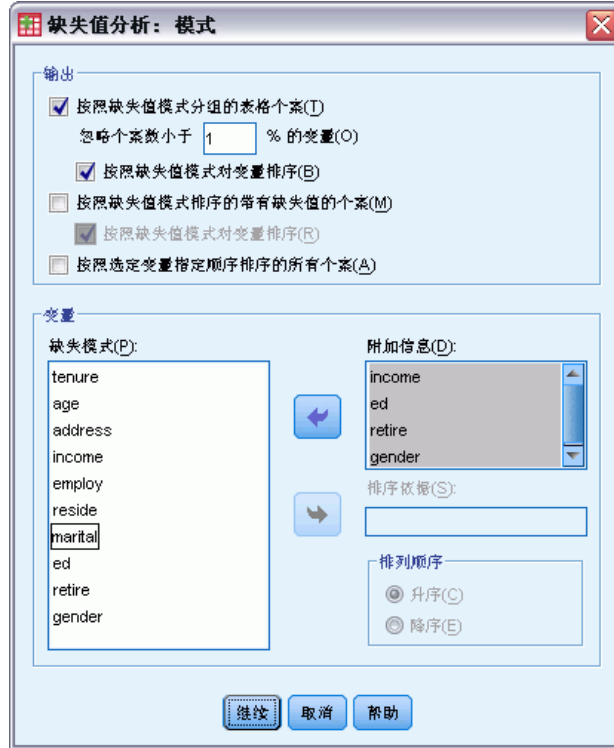 缺失值分析：模式
输出
按照缺失值模式分组的表格个案(T)
忽略个案数小于 1 % 的变量(O)
按照缺失值模式对变量排序(B)
按照缺失值模式排序的带有缺失值的个案(M)
按照缺失值模式对变量排序(R)
按照选定变量指定顺序排序的所有个案(A)
变量
缺失模式(P):
tenure
age
address
income
employ
reside
marital
ed
retire
gender
附加信息(D):
income
ed
retire
gender
排序依据(S):
排列顺序
升序(C)
降序(E)
继续
取消
帮助